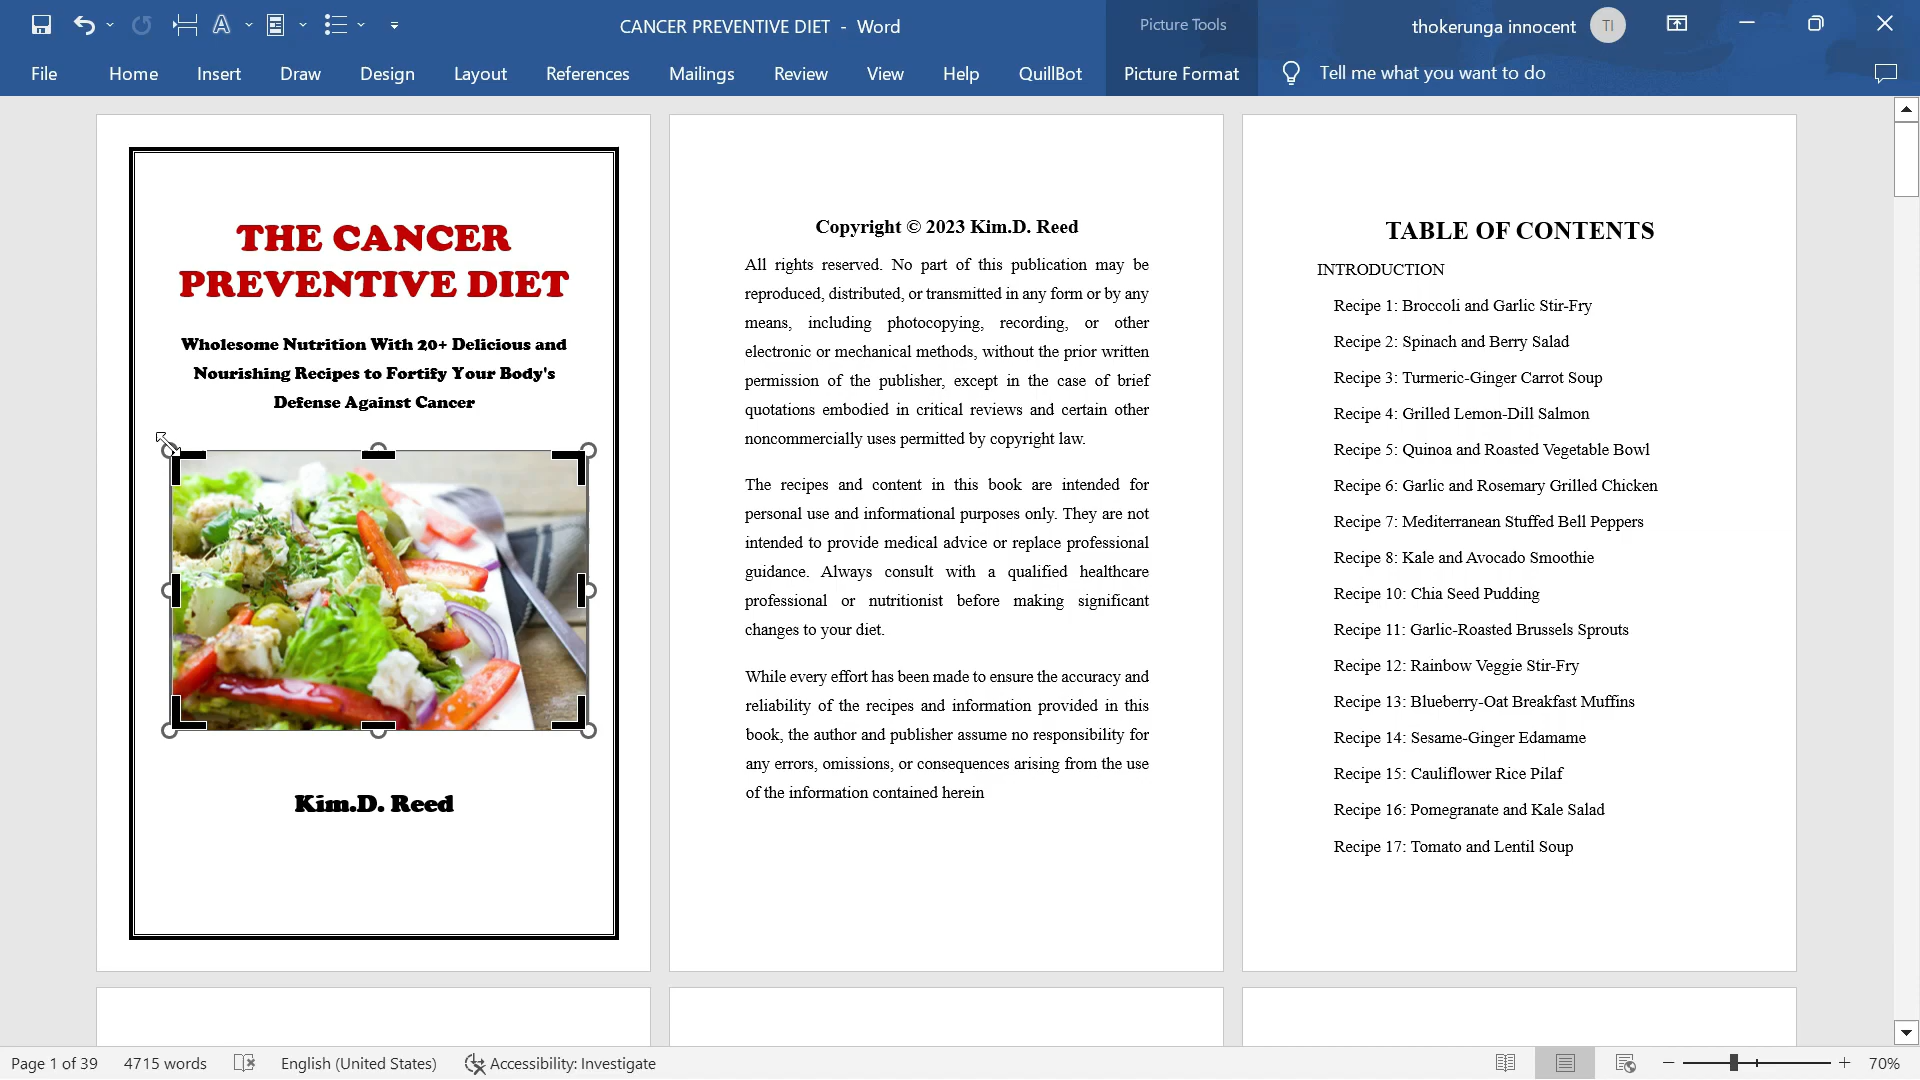 CANCER PREVENTIVE DIET - Word
Picture Tools
thokerunga innocent
TI
File
Home
Insert
Draw
Design
Layout
References
Mailings
Review
View
Help
QuillBot
Picture Format
Tell me what you want to do
THE CANCER
PREVENTIVE DIET
Wholesome Nutrition With 20+ Delicious and
Nourishing Recipes to Fortify Your Body's
Defense Against Cancer
Kim.D. Reed
Copyright © 2023 Kim.D. Reed
All rights reserved. No part of this publication may be
reproduced, distributed, or transmitted in any form or by any
means, including photocopying, recording, or other
electronic or mechanical methods, without the prior written
permission of the publisher, except in the case of brief
quotations embodied in critical reviews and certain other
noncommercially uses permitted by copyright law.
The recipes and content in this book are intended for
personal use and informational purposes only. They are not
intended to provide medical advice or replace professional
guidance. Always consult with a qualified healthcare
professional or nutritionist before making significant
changes to your diet.
While every effort has been made to ensure the accuracy and
reliability of the recipes and information provided in this
book, the author and publisher assume no responsibility for
any errors, omissions, or consequences arising from the use
of the information contained herein
TABLE OF CONTENTS
INTRODUCTION
Recipe 1: Broccoli and Garlic Stir-Fry
Recipe 2: Spinach and Berry Salad
Recipe 3: Turmeric-Ginger Carrot Soup
Recipe 4: Grilled Lemon-Dill Salmon
Recipe 5: Quinoa and Roasted Vegetable Bowl
Recipe 6: Garlic and Rosemary Grilled Chicken
Recipe 7: Mediterranean Stuffed Bell Peppers
Recipe 8: Kale and Avocado Smoothie
Recipe 10: Chia Seed Pudding
Recipe 11: Garlic-Roasted Brussels Sprouts
Recipe 12: Rainbow Veggie Stir-Fry
Recipe 13: Blueberry-Oat Breakfast Muffins
Recipe 14: Sesame-Ginger Edamame
Recipe 15: Cauliflower Rice Pilaf
Recipe 16: Pomegranate and Kale Salad
Recipe 17: Tomato and Lentil Soup
Page 1 of 39
4715 words
English (United States)
Accessibility: Investigate
70%